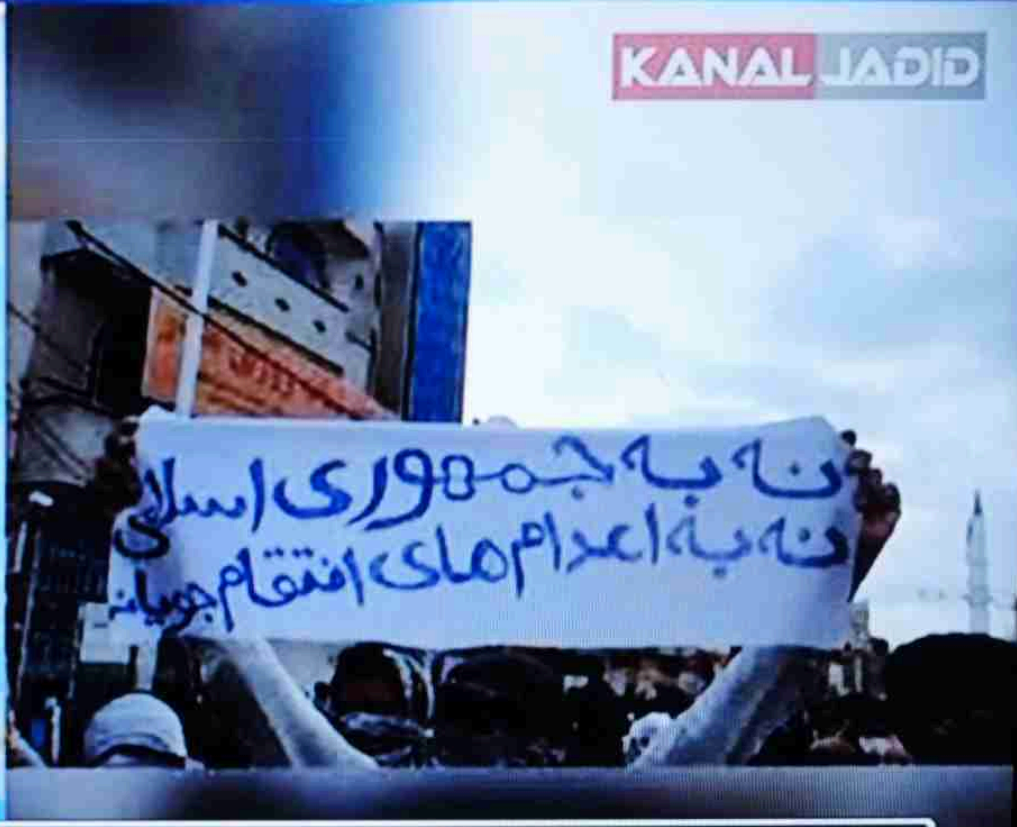 KANAL JADID
نه به جمهوری اسلامی
نه به اعدام های انتقام جویانه